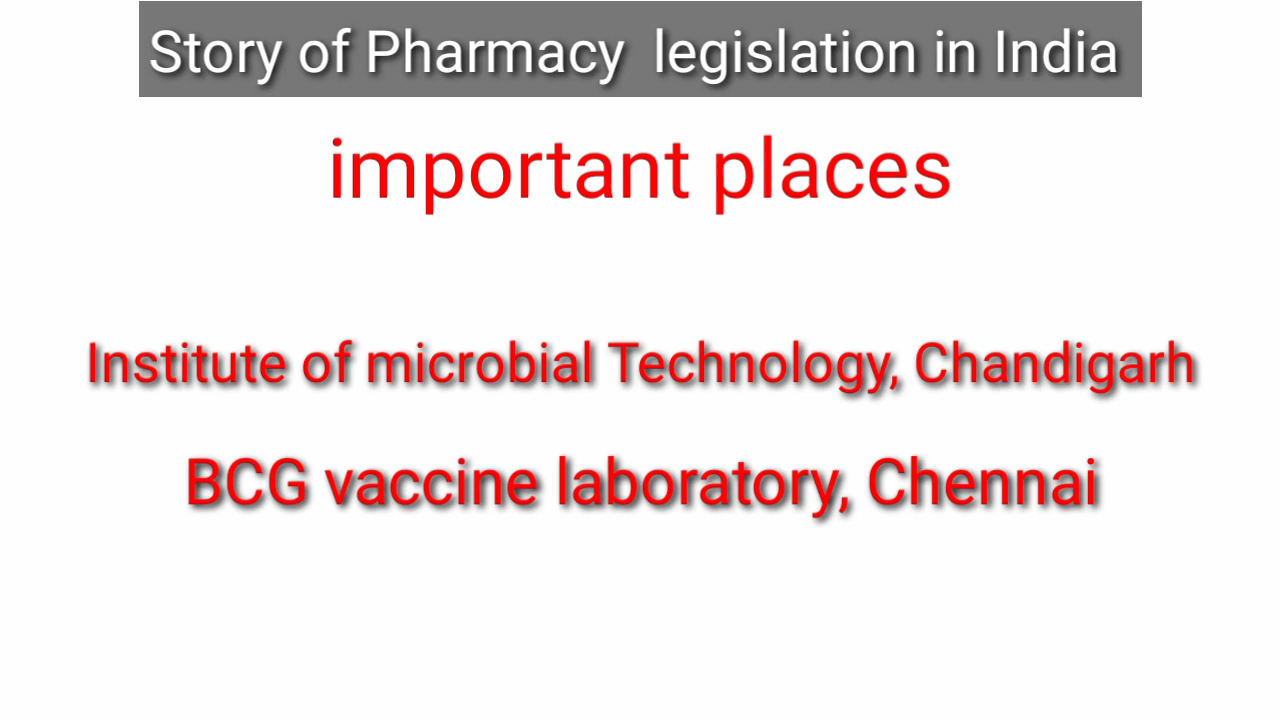 Story of Pharmacy  legislation in India
important places
Institute of microbial Technology, Chandigarh
BCG vaccine laboratory, Chennai